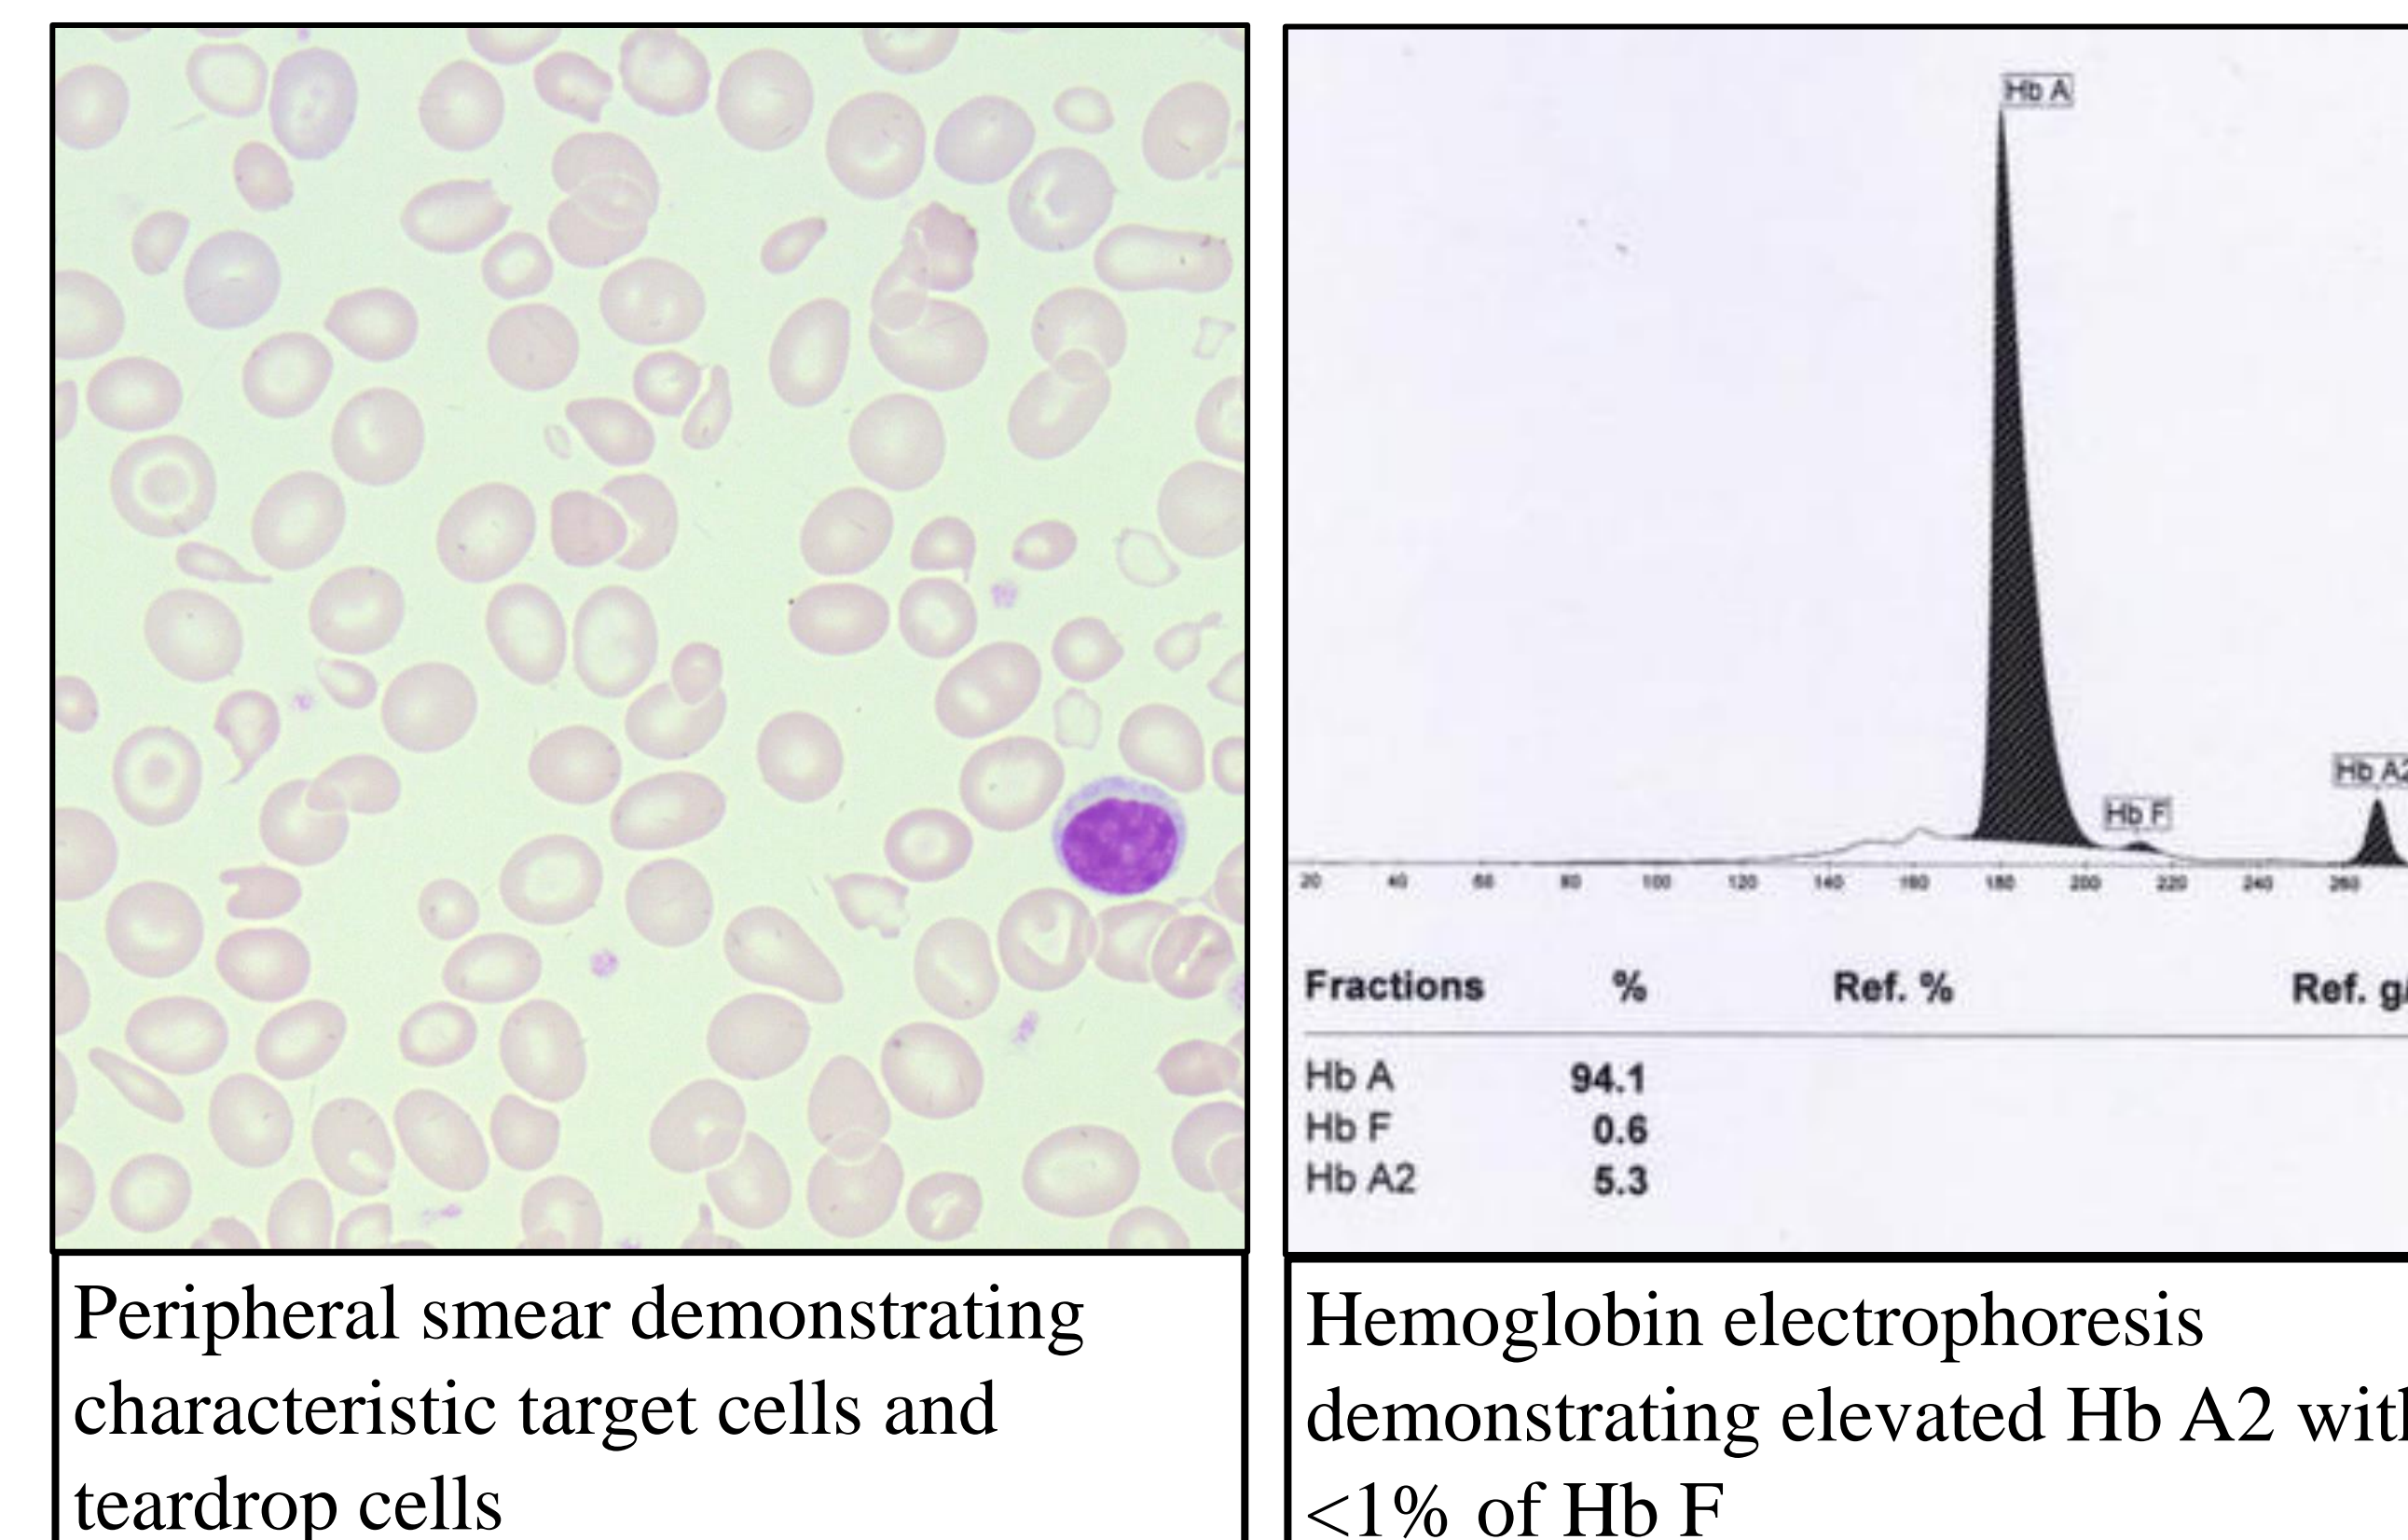 Hb A
Hb F
Hb A2
20 40 60 80 100 120 140 160 180 200 220 240 260
Fractions % Ref. % Ref. g/
Hb A 94.1
Hb F 0.6
Hb A2 5.3
Peripheral smear demonstrating
characteristic target cells and
teardrop cells
Hemoglobin electrophoresis
demonstrating elevated Hb A2 with
<1% of Hb F